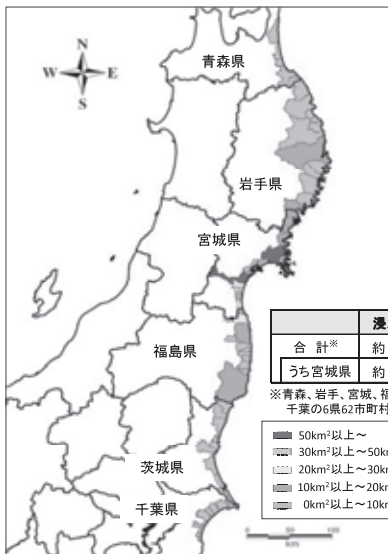 N
W E
S
青森県
岩手県
宮城県
福島県
茨城県
千葉県
浸
合 計※ 約
うち宮城県 約
※青森、岩手、宮城、福
千葉の6県62市町村
50km²以上～
30km²以上～50km
20km²以上～30km
10km²以上～20km
0km²以上～10km
0 50 100